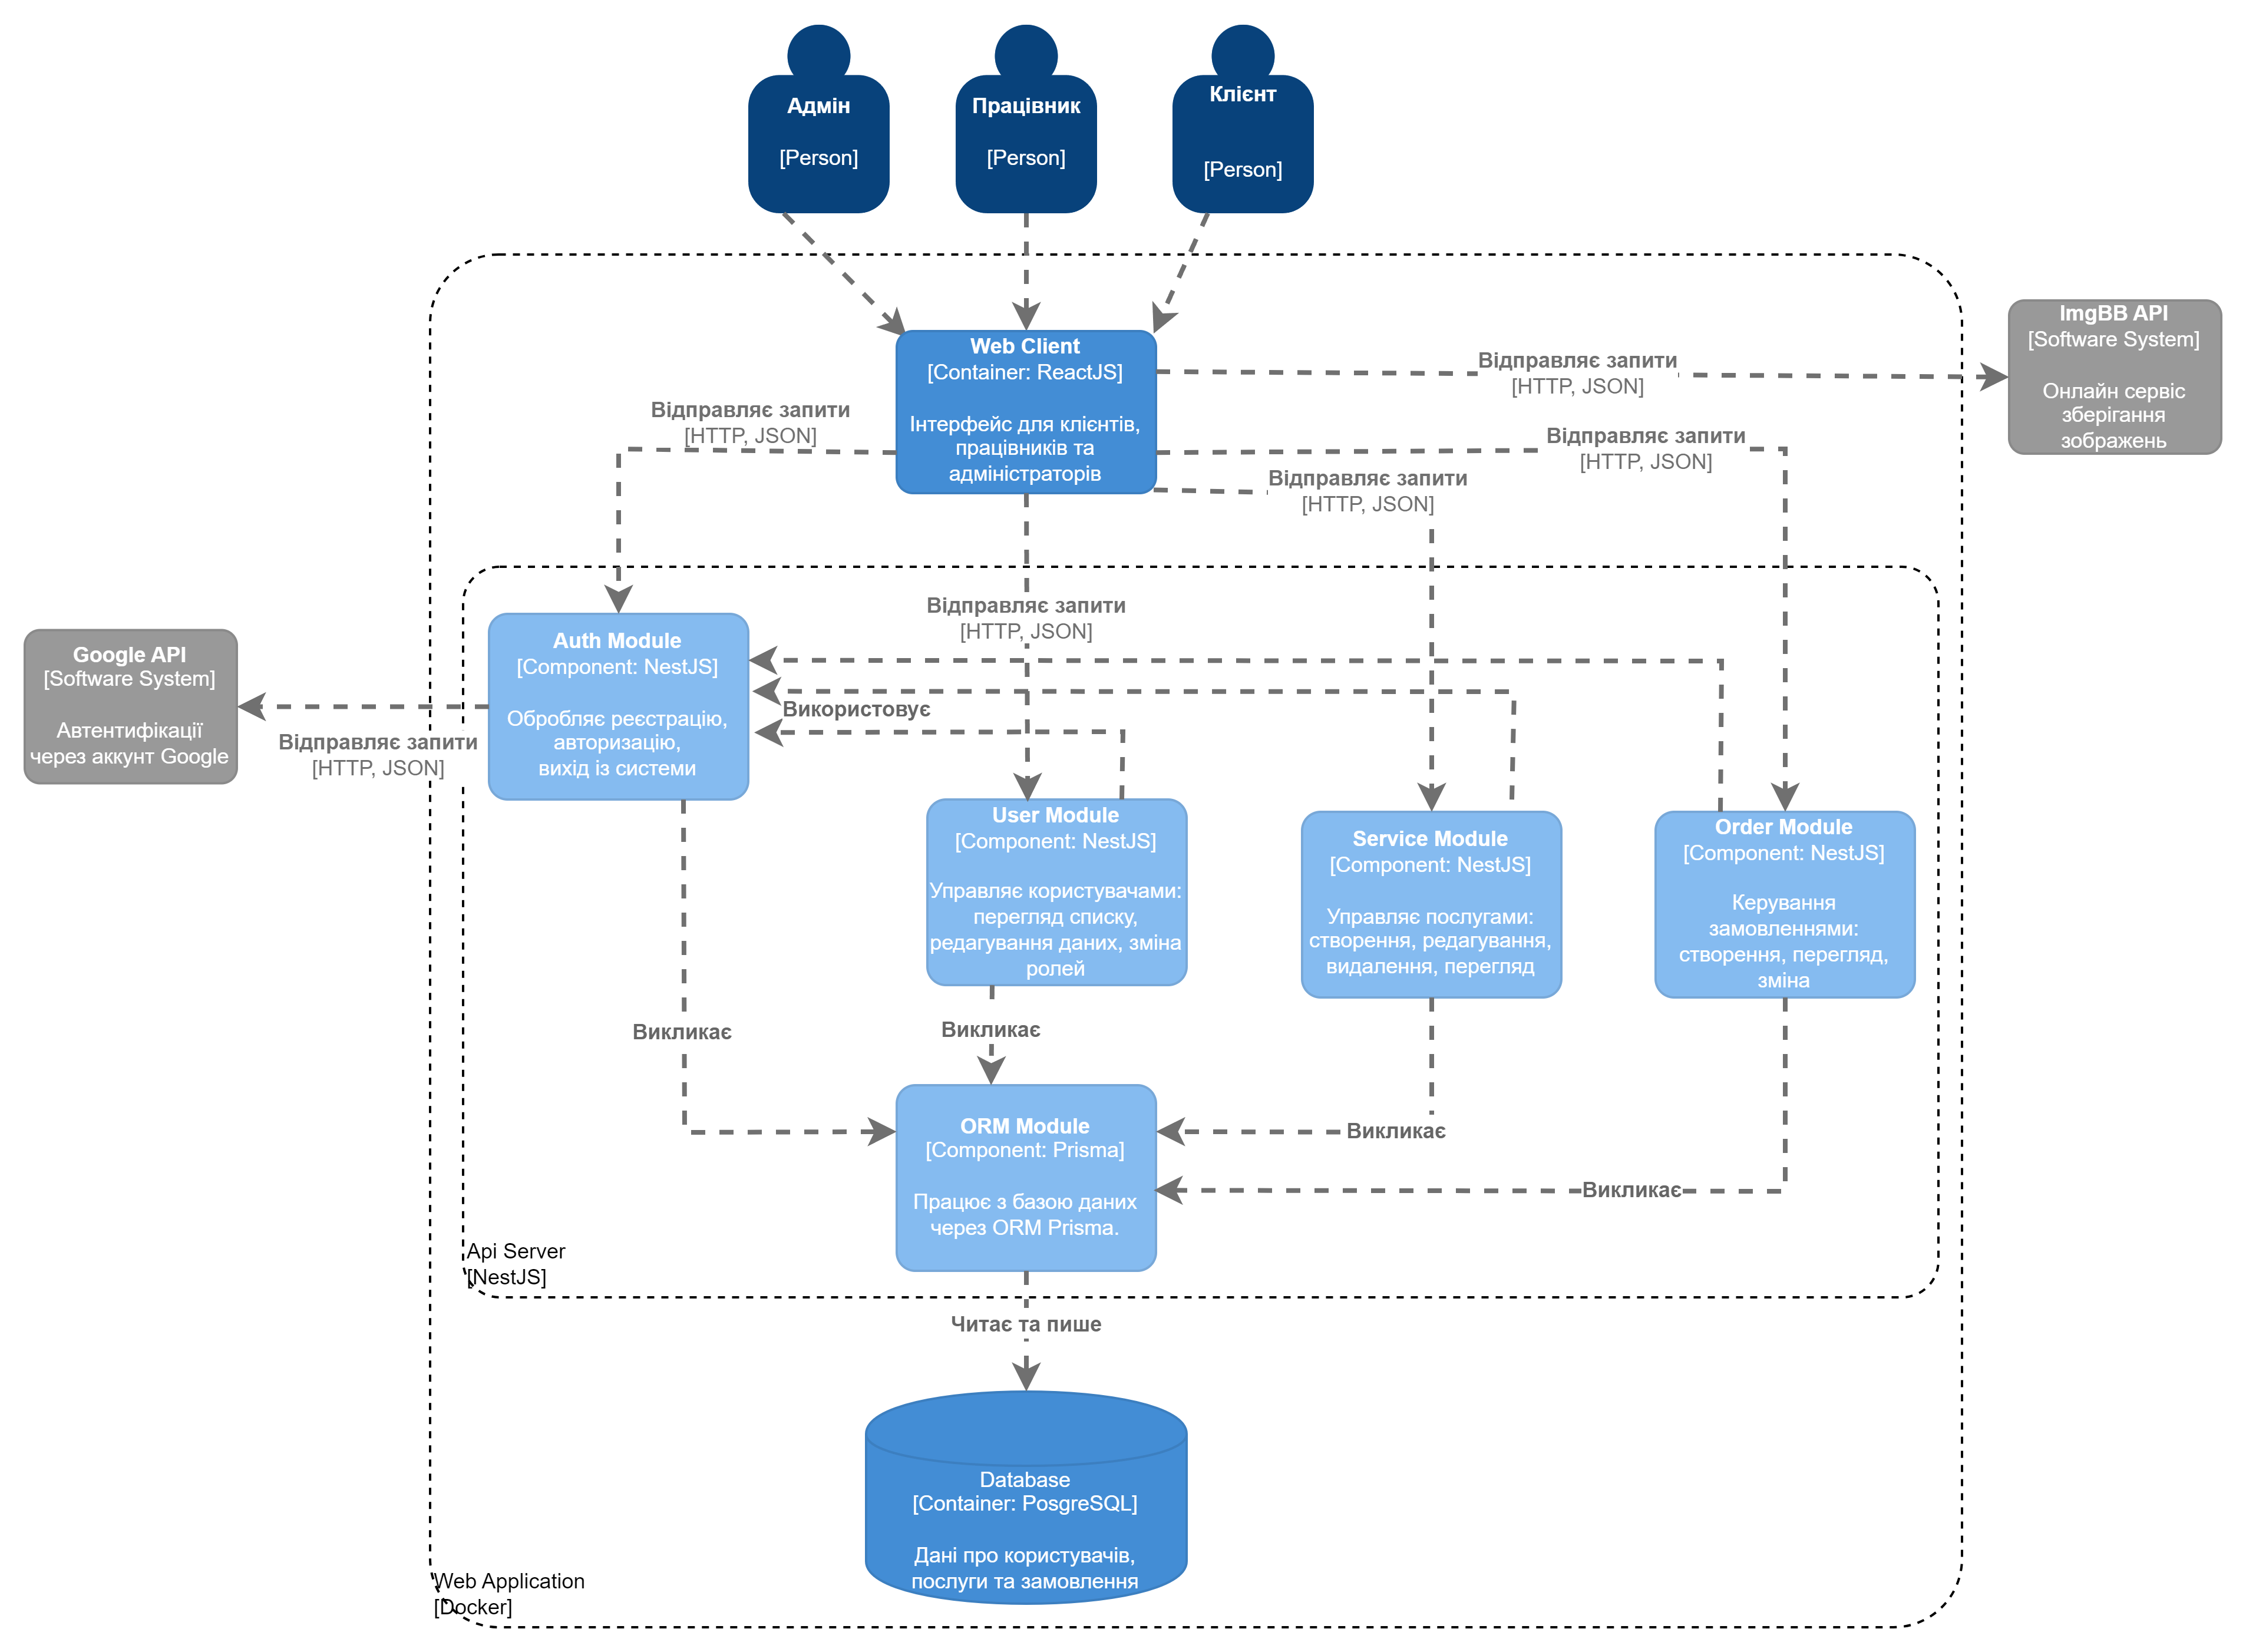 Адмін
[Person]
Працівник
[Person]
Клієнт
[Person]
Web Client
[Container: ReactJS]
Інтерфейс для клієнтів,
працівників та
адміністраторів
ImgBB API
[Software System]
Онлайн сервіс
зберігання
зображень
Відправляє запити
[HTTP, JSON]
Відправляє запити
[HTTP, JSON]
Відправляє запити
[HTTP, JSON]
Відправляє запити
[HTTP, JSON]
Відправляє запити
[HTTP, JSON]
Google API
[Software System]
Автентифікації
через аккунт Google
Відправляє запити
[HTTP, JSON]
Auth Module
[Component: NestJS]
Обробляє реєстрацію,
авторизацію,
вихід із системи
Використовує
User Module
[Component: NestJS]
Управляє користувачами:
перегляд списку,
редагування даних, зміна
ролей
Service Module
[Component: NestJS]
Управляє послугами:
створення, редагування,
видалення, перегляд
Order Module
[Component: NestJS]
Керування
замовленнями:
створення, перегляд,
зміна
Викликає
Викликає
Викликає
Викликає
ORM Module
[Component: Prisma]
Працює з базою даних
через ORM Prisma.
Api Server
[NestJS]
Читає та пише
Database
[Container: PosgreSQL]
Дані про користувачів,
послуги та замовлення
Web Application
[Docker]